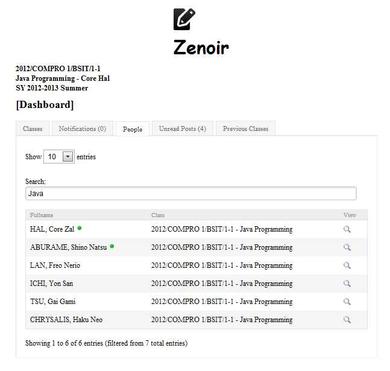 Zenoir
2012/COMPRO 1/BSIT/1-1
Java Programming - Core Hal
SY 2012-2013 Summer
[Dashboard]
Classes Notifications (0) People Unread Posts (4) Previous Classes
Show 10 entries
Search:
Java
Fullname Class View
HAL, Core Zal 2012/COMPRO 1/BSIT/1-1 - Java Programming
ABURAME, Shino Natsu 2012/COMPRO 1/BSIT/1-1 - Java Programming
LAN, Freo Nerio 2012/COMPRO 1/BSIT/1-1 - Java Programming
ICHI, Yon San 2012/COMPRO 1/BSIT/1-1 - Java Programming
TSU, Gai Gami 2012/COMPRO 1/BSIT/1-1 - Java Programming
CHRYSALIS, Haku Neo 2012/COMPRO 1/BSIT/1-1 - Java Programming
Showing 1 to 6 of 6 entries (filtered from 7 total entries)